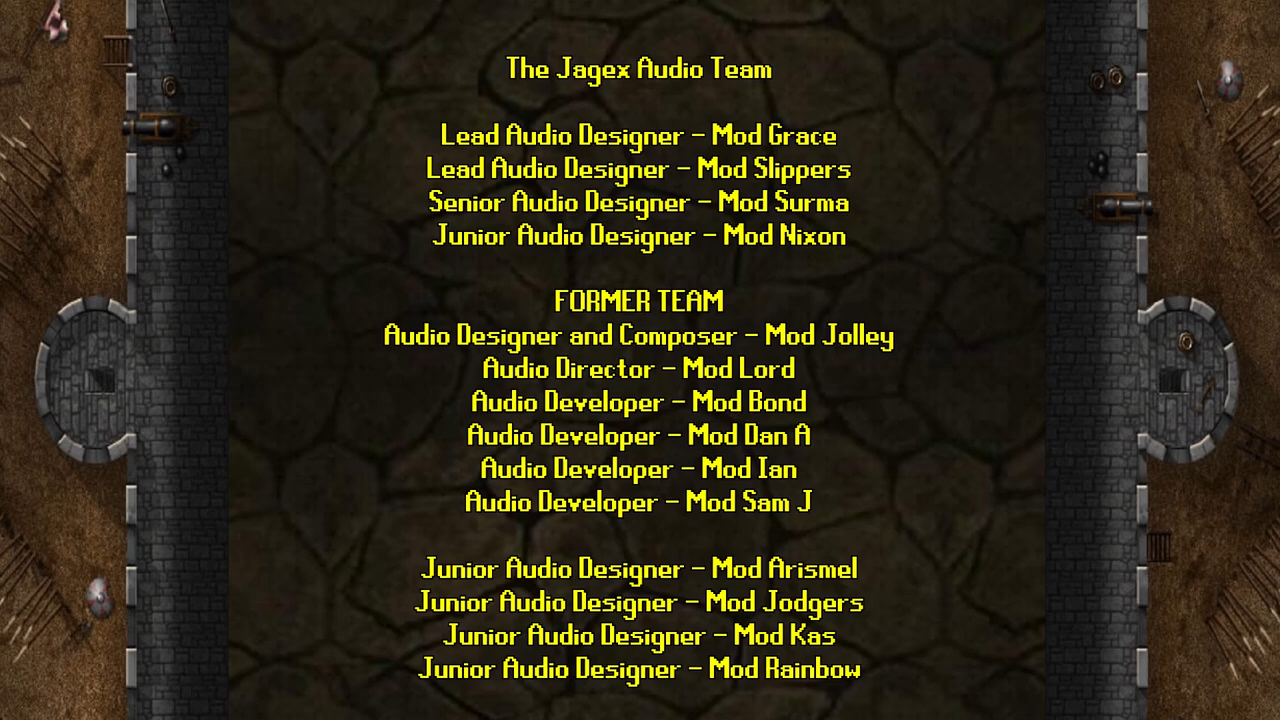 The Jagex Audio Team
Lead Audio Designer - Mod Grace
Lead Audio Designer - Mod Slippers
Senior Audio Designer - Mod Surma
Junior Audio Designer - Mod Nixon
FORMER TEAM
Audio Designer and Composer - Mod Jolley
Audio Director - Mod Lord
Audio Developer - Mod Bond
Audio Developer - Mod Dan A
Audio Developer - Mod Ian
Audio Developer - Mod Sam J
Junior Audio Designer - Mod Arismel
Junior Audio Designer - Mod Jodgers
Junior Audio Designer - Mod Kas
Junior Audio Designer - Mod Rainbow